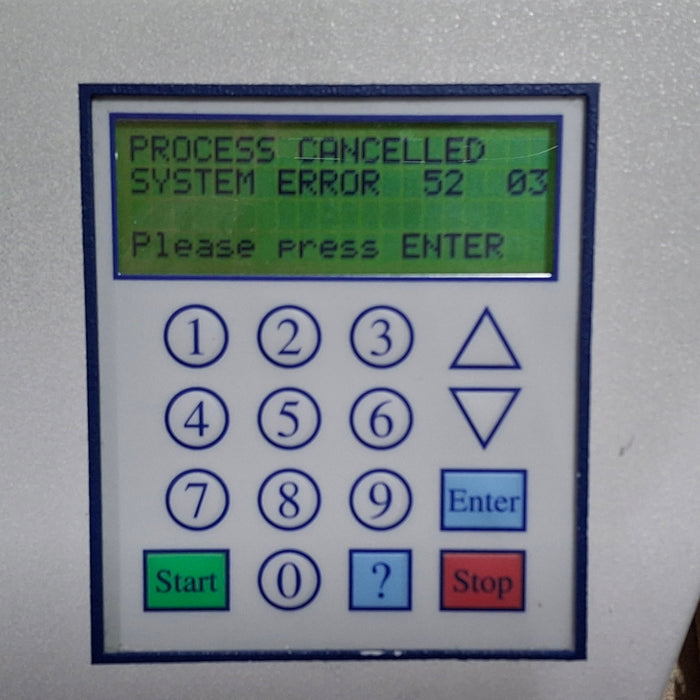 PROCESS CANCELLED
SYSTEM ERROR 52 03
Please press ENTER
1 2 3
4 5 6
7 8 9 Enter
Start 0 ? Stop